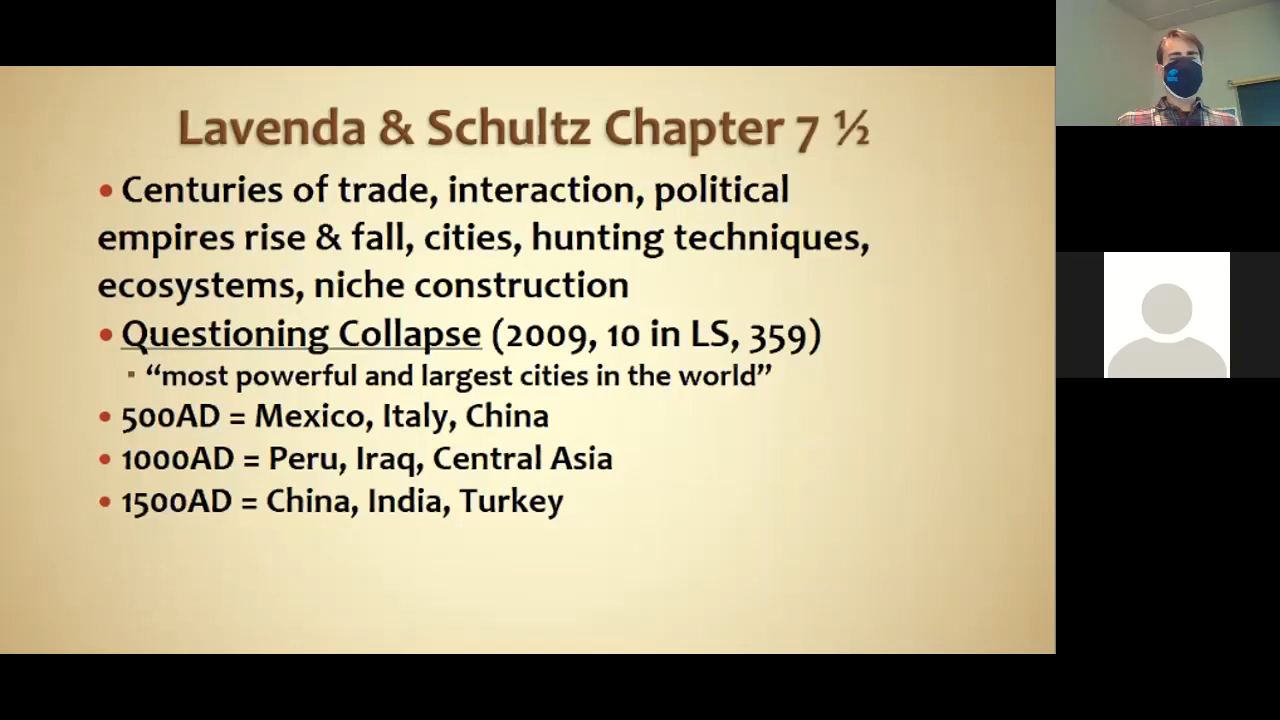 Lavenda & Schultz Chapter 7 ½
• Centuries of trade, interaction, political
empires rise & fall, cities, hunting techniques,
ecosystems, niche construction
• Questioning Collapse (2009, 10 in LS, 359)
▪ “most powerful and largest cities in the world”
• 500AD = Mexico, Italy, China
• 1000AD = Peru, Iraq, Central Asia
• 1500AD = China, India, Turkey